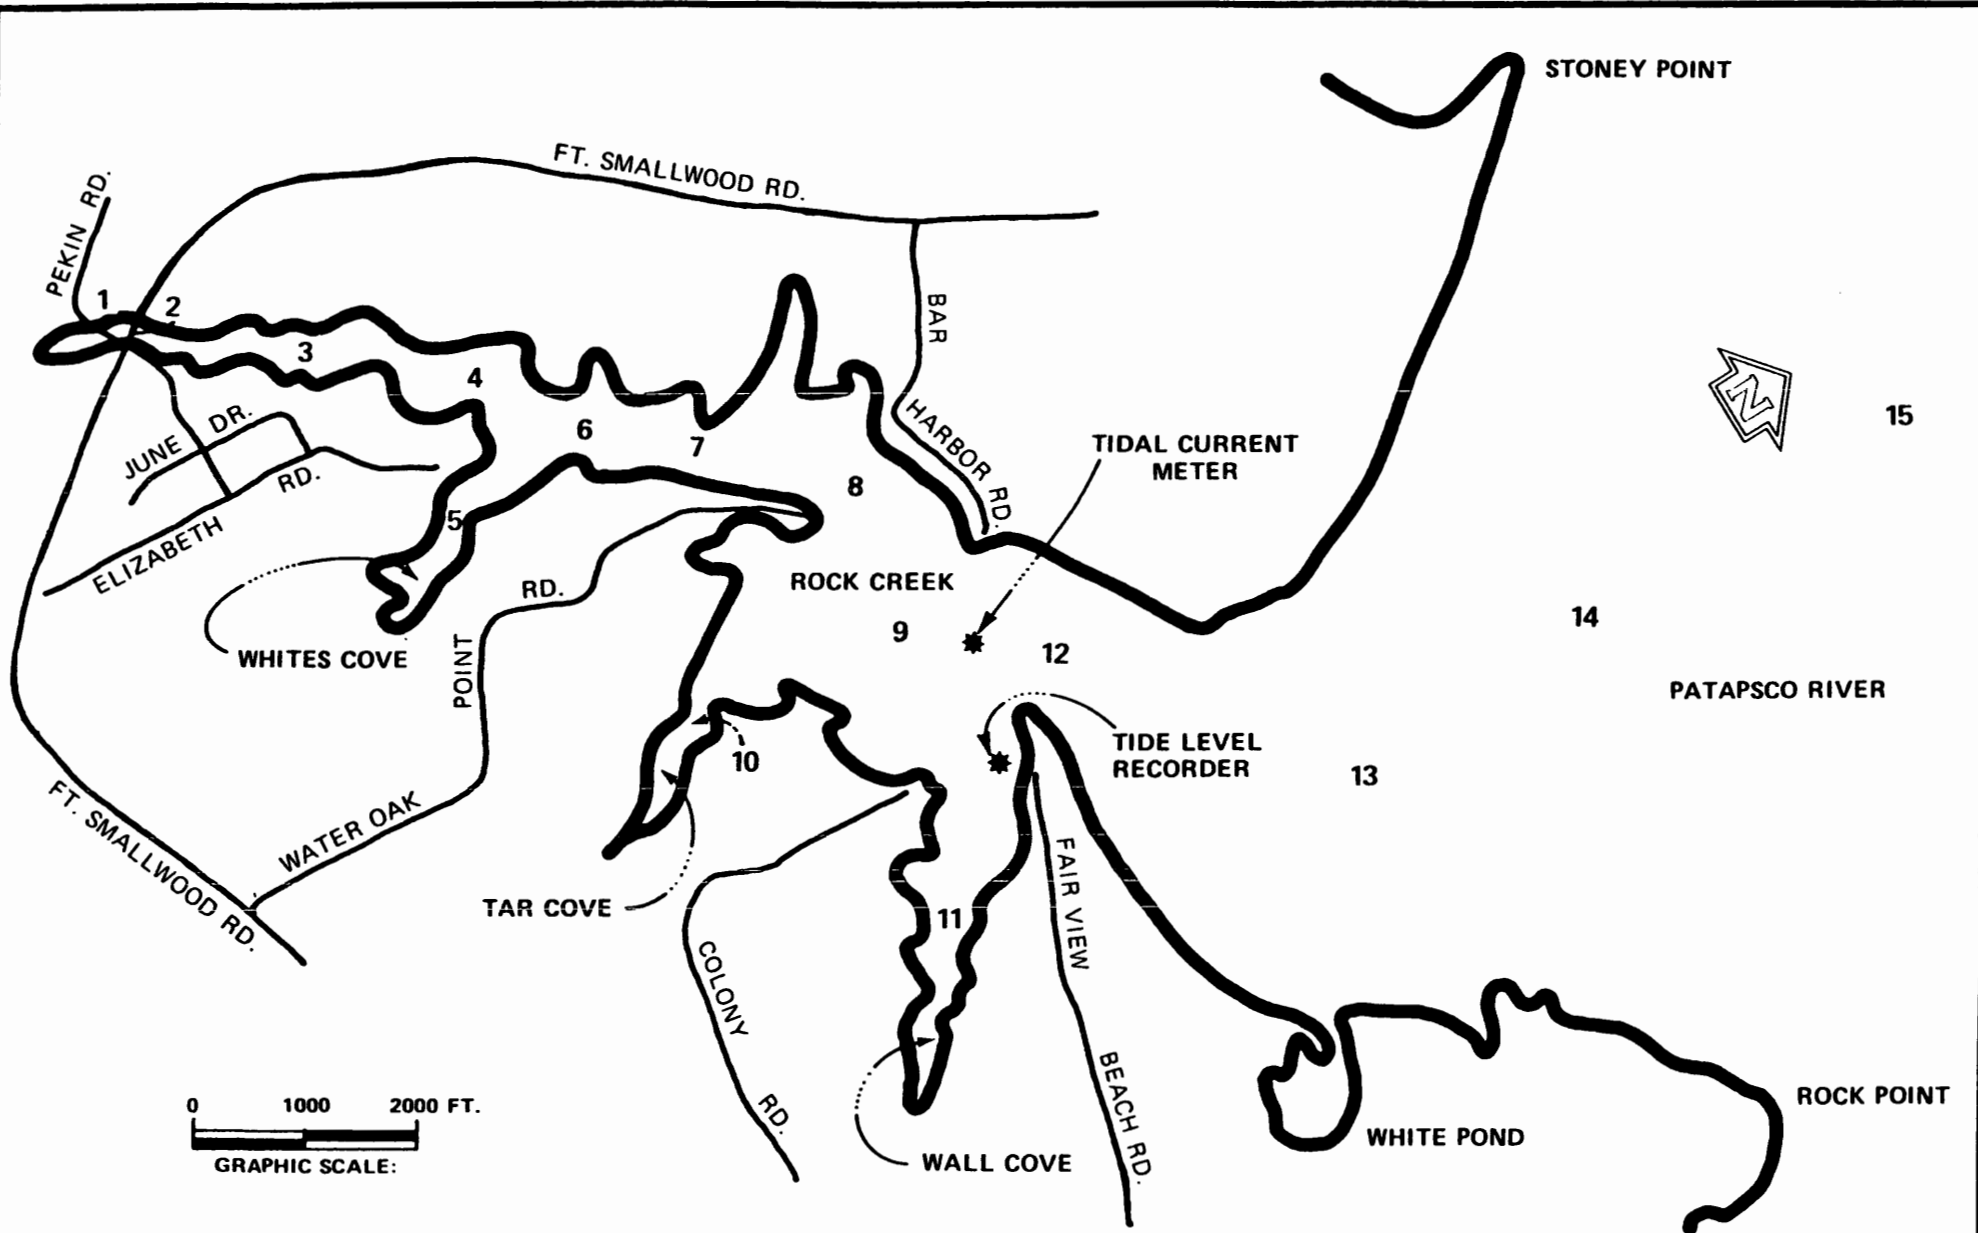 STONEY POINT
FT. SMALLWOOD RD.
PEKIN RD.
1
2
BAR
HARBOR RD.
3
4
N
15
JUNE DR.
6
7
TIDAL CURRENT
METER
8
ELIZABETH RD.
5
ROCK CREEK
14
9
WHITES COVE
12
PATAPSCO RIVER
WATER OAK POINT RD.
10
TIDE LEVEL
RECORDER
13
FT. SMALLWOOD RD.
TAR COVE
11
FAIR VIEW BEACH RD.
COLONY RD.
ROCK POINT
0 1000 2000 FT.
GRAPHIC SCALE:
WHITE POND
WALL COVE